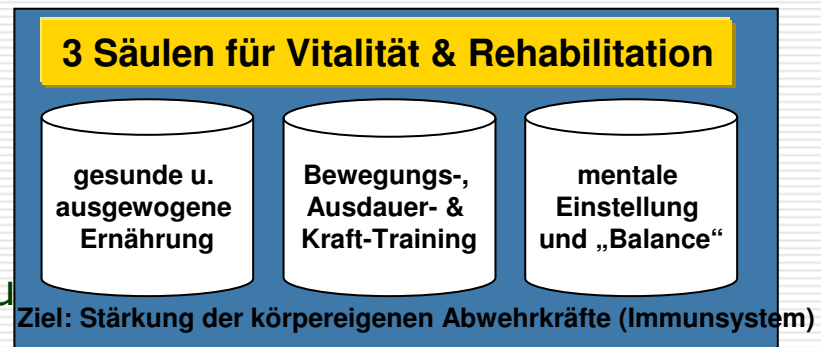 3 Säulen für Vitalität & Rehabilitation
gesunde u.
ausgewogene
Ernährung
Bewegungs-,
Ausdauer- &
Kraft-Training
mentale
Einstellung
und „Balance“
u
Ziel: Stärkung der körpereigenen Abwehrkräfte (Immunsystem)